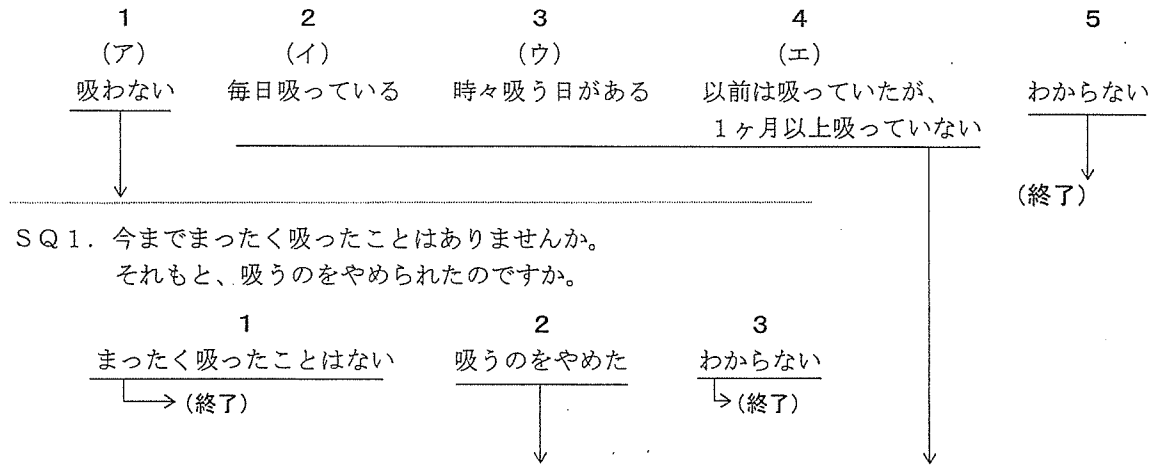 1 2 3 4 5
(ア) (イ) (ウ) (エ)
吸わない 毎日吸っている 時々吸う日がある 以前は吸っていたが、 わからない
1ヶ月以上吸っていない
(終了)
SQ1. 今までまったく吸ったことはありませんか。
それもと、吸うのをやめられたのですか。
1 2 3
まったく吸ったことはない 吸うのをやめた わからない
(終了) (終了)